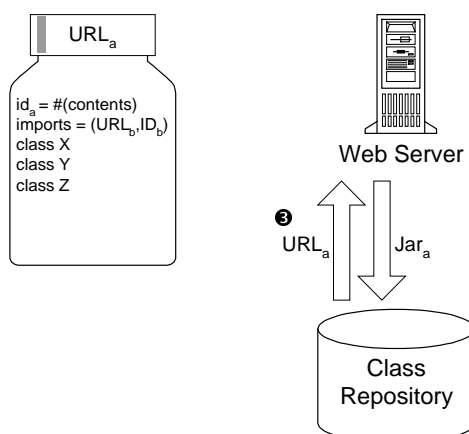 URLa
ida = #(contents)
imports = (URLb,IDb)
class X
class Y
class Z
Web Server
❸
URLa
Jara
Class
Repository